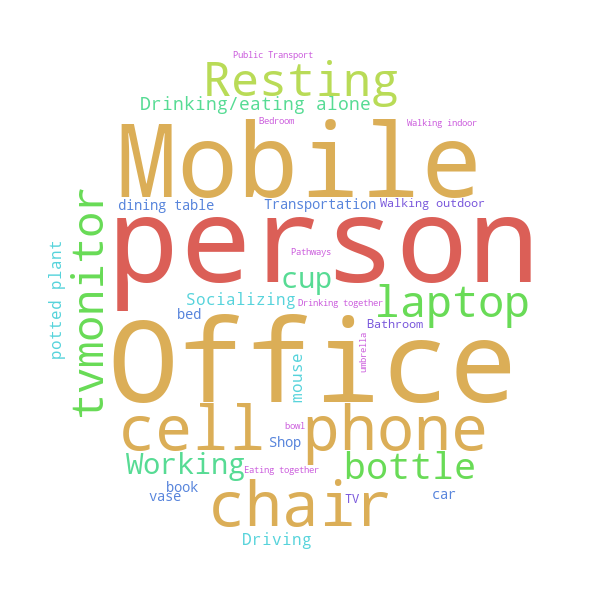 Public Transport
Resting
Drinking/eating alone
Bedroom
Walking indoor
Mobile
dining table
Transportation
Walking outdoor
person
tvmonitor
potted plant
Pathways
cup
Socializing
Drinking together
laptop
bed
Bathroom
Office
umbrella
mouse
cell phone
bowl
Shop
Working
Eating together
bottle
book
vase
chair
TV
car
Driving